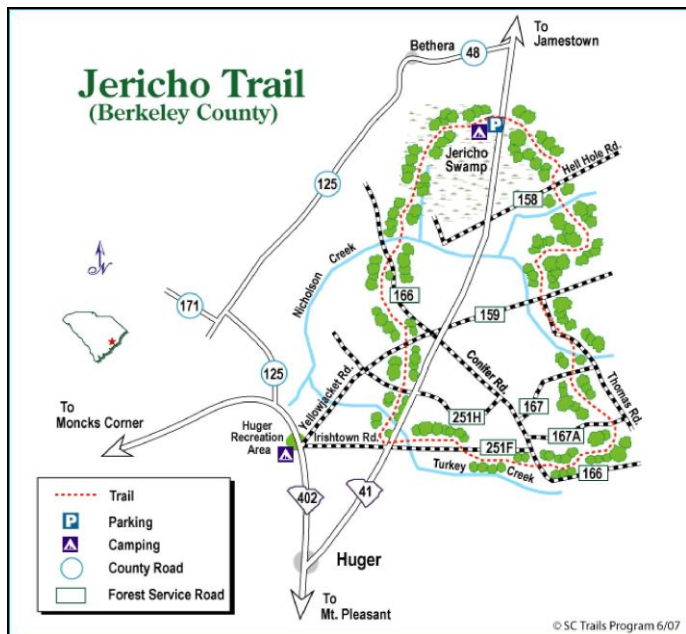 To
Jamestown
Bethera
48
Jericho Trail
(Berkeley County)
P
Jericho
Swamp
Hell Hole Rd.
125
158
N
Nicholson Creek
166
171
159
125
Yellowjacket Rd.
Conifer Rd.
Thomas Rd.
To
Moncks Corner
Huger
Recreation
Area
Irishtown Rd.
251H
167
167A
251F
Turkey Creek
166
402
41
Trail
P Parking
Camping
County Road
Forest Service Road
Huger
To
Mt. Pleasant
© SC Trails Program 6/07